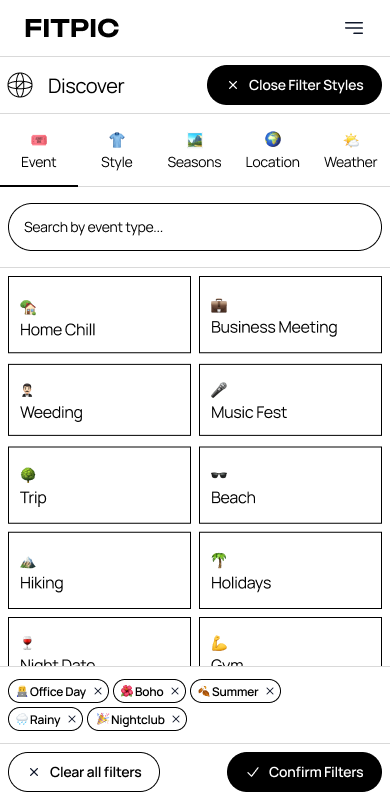 FITPIC
Discover
Close Filter Styles
Event Style Seasons Location Weather
Search by event type...
Home Chill Business Meeting
Weeding Music Fest
Trip Beach
Hiking Holidays
Night Date Gym
Office Day Boho Summer
Rainy Nightclub
Clear all filters Confirm Filters